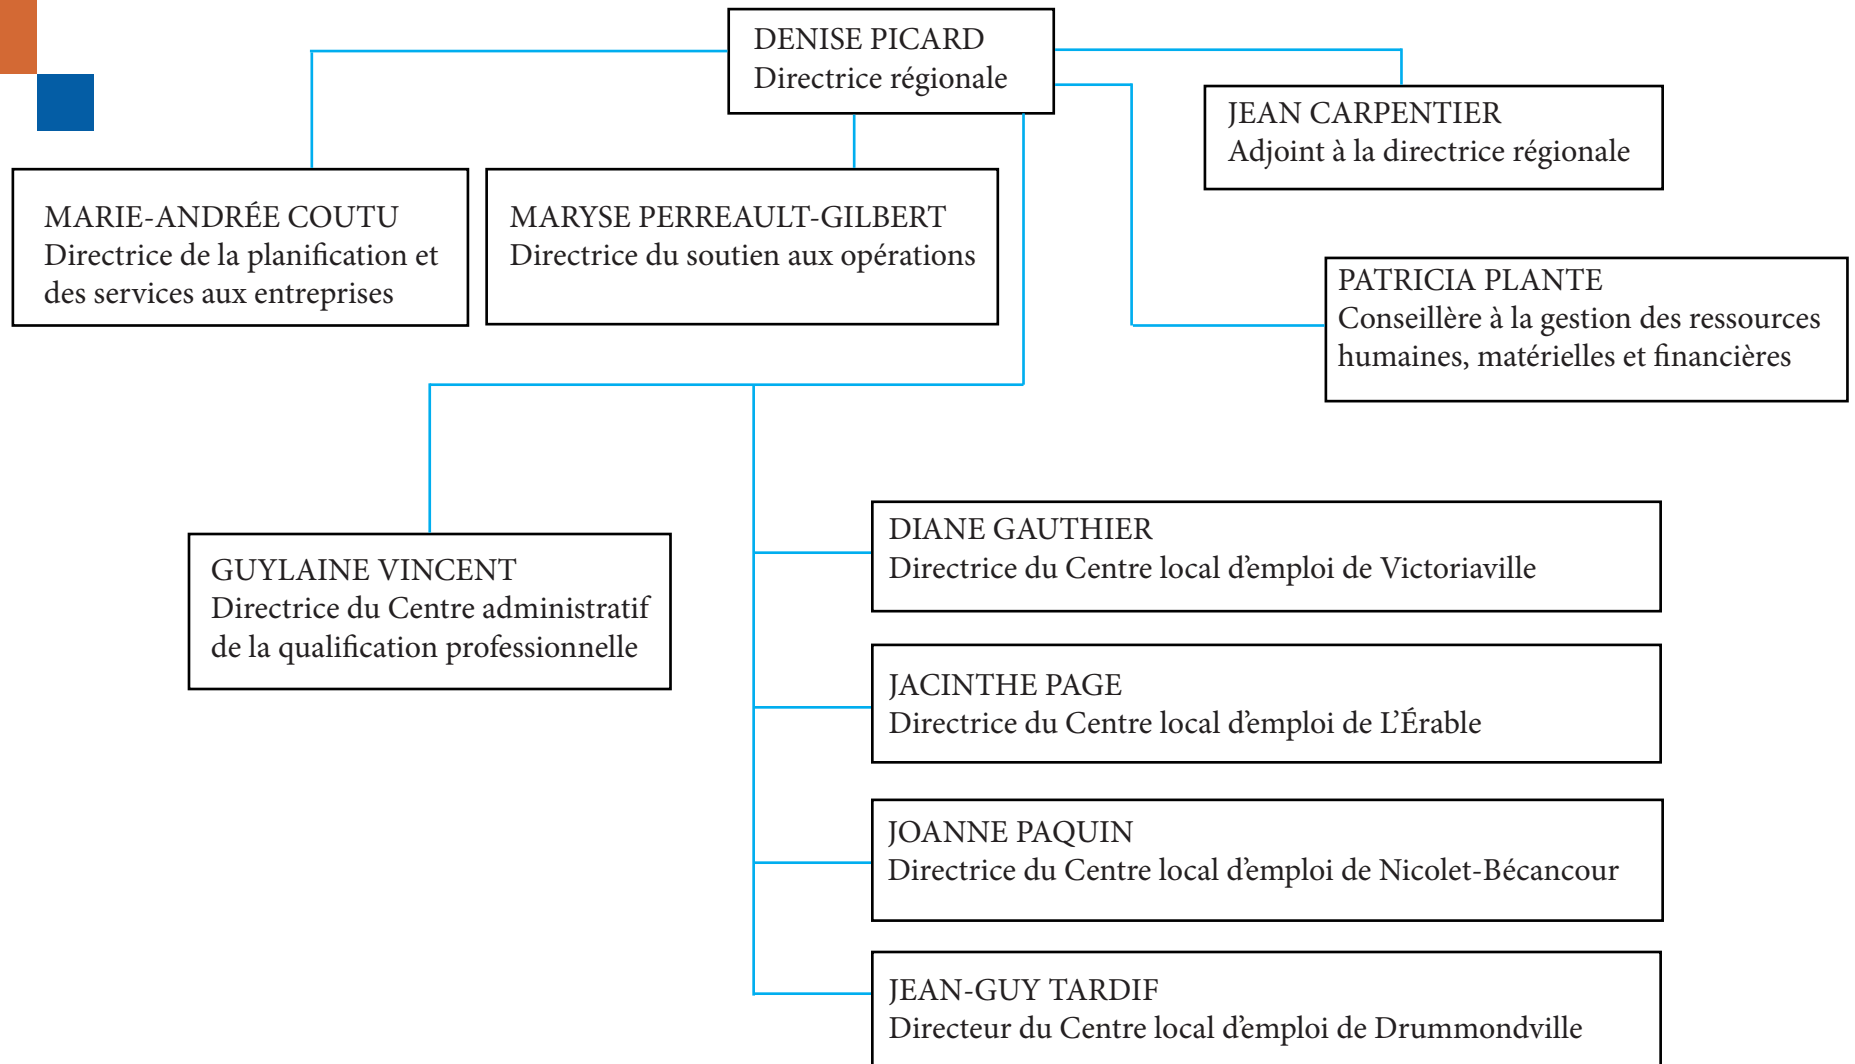 DENISE PICARD
Directrice régionale
JEAN CARPENTIER
Adjoint à la directrice régionale
MARIE-ANDRÉE COUTU
Directrice de la planification et
des services aux entreprises
MARYSE PERREAULT-GILBERT
Directrice du soutien aux opérations
PATRICIA PLANTE
Conseillère à la gestion des ressources
humaines, matérielles et financières
GUYLAINE VINCENT
Directrice du Centre administratif
de la qualification professionnelle
DIANE GAUTHIER
Directrice du Centre local d'emploi de Victoriaville
JACINTHE PAGE
Directrice du Centre local d'emploi de L'Érable
JOANNE PAQUIN
Directrice du Centre local d'emploi de Nicolet-Bécancour
JEAN-GUY TARDIF
Directeur du Centre local d'emploi de Drummondville